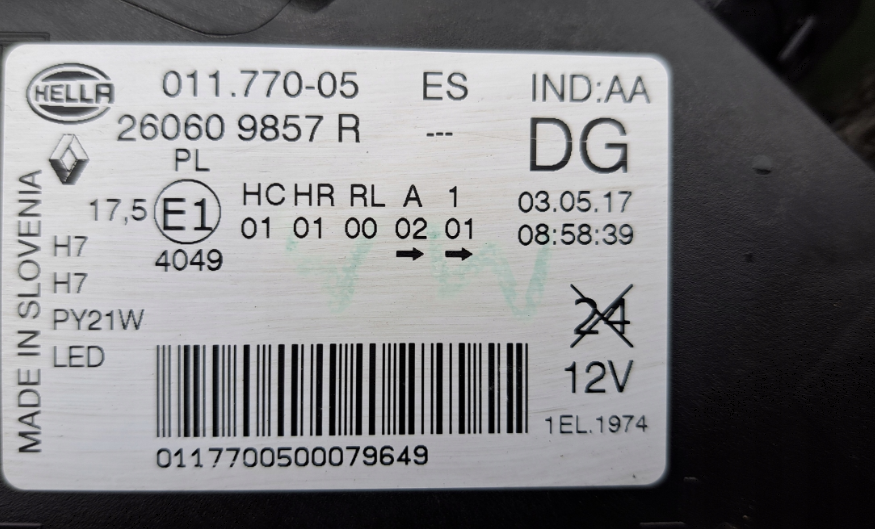 HELLA 011.770-05 ES IND:AA
260609857R --- DG
PL
17,5 E1 HC HR RL A 1 03.05.17
01 01 00 02 01 08:58:39
4049 → →
H7
H7
PY21W 24
LED 12V
1EL.1974
MADE IN SLOVENIA
0117700500079649